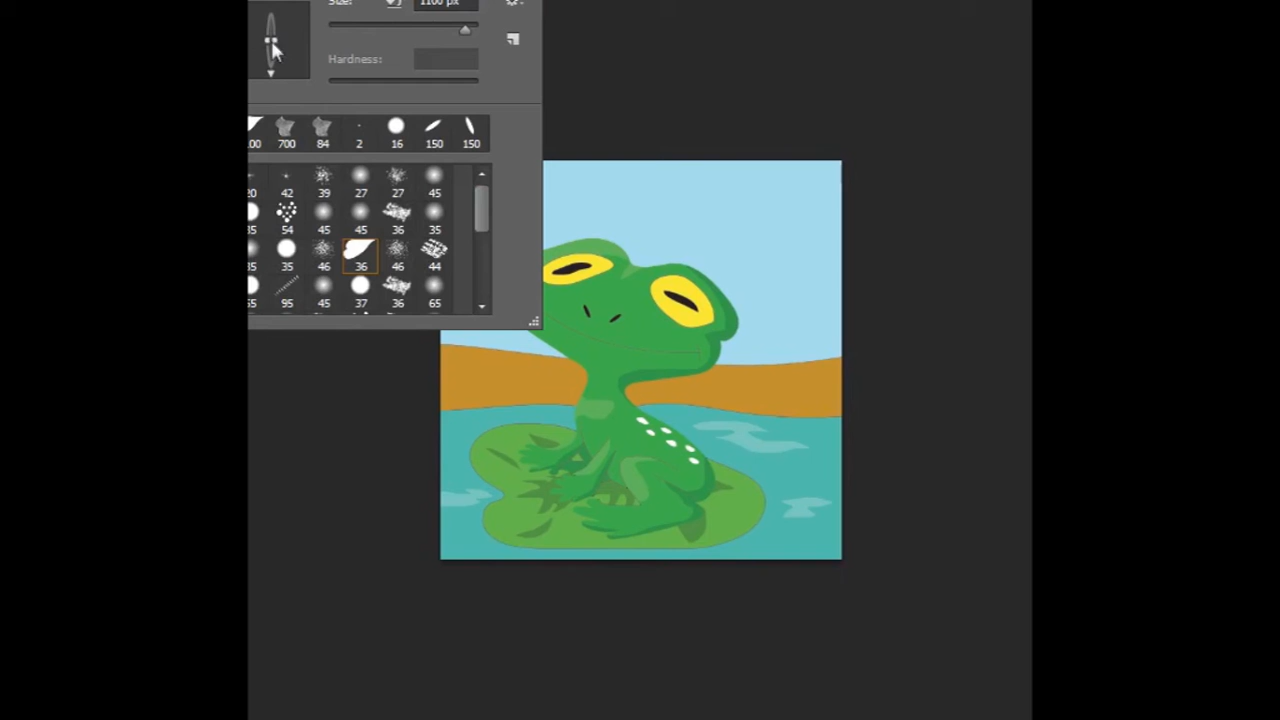 Size: 1100 px
Hardness:
00 700 84 2 16 150 150
20 42 39 27 27 45
35 54 45 45 36 35
35 35 46 36 46 44
55 95 45 37 36 65